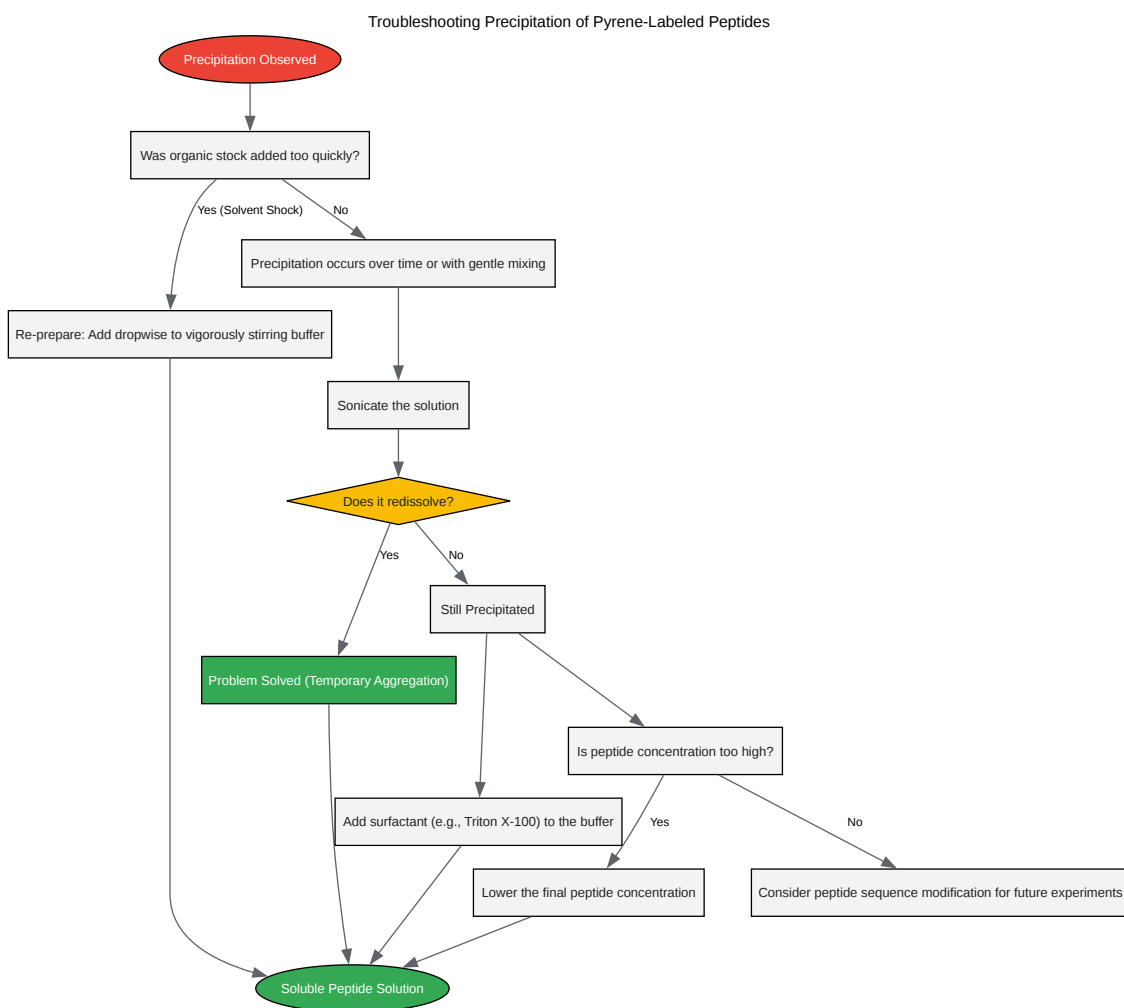 Troubleshooting Precipitation of Pyrene-Labeled Peptides
Precipitation Observed
Was organic stock added too quickly?
Yes (Solvent Shock)
No
Precipitation occurs over time or with gentle mixing
Re-prepare: Add dropwise to vigorously stirring buffer
Sonicate the solution
Does it redissolve?
Yes
No
Still Precipitated
Problem Solved (Temporary Aggregation)
Is peptide concentration too high?
Add surfactant (e.g., Triton X-100) to the buffer
Yes
No
Lower the final peptide concentration
Consider peptide sequence modification for future experiments
Soluble Peptide Solution